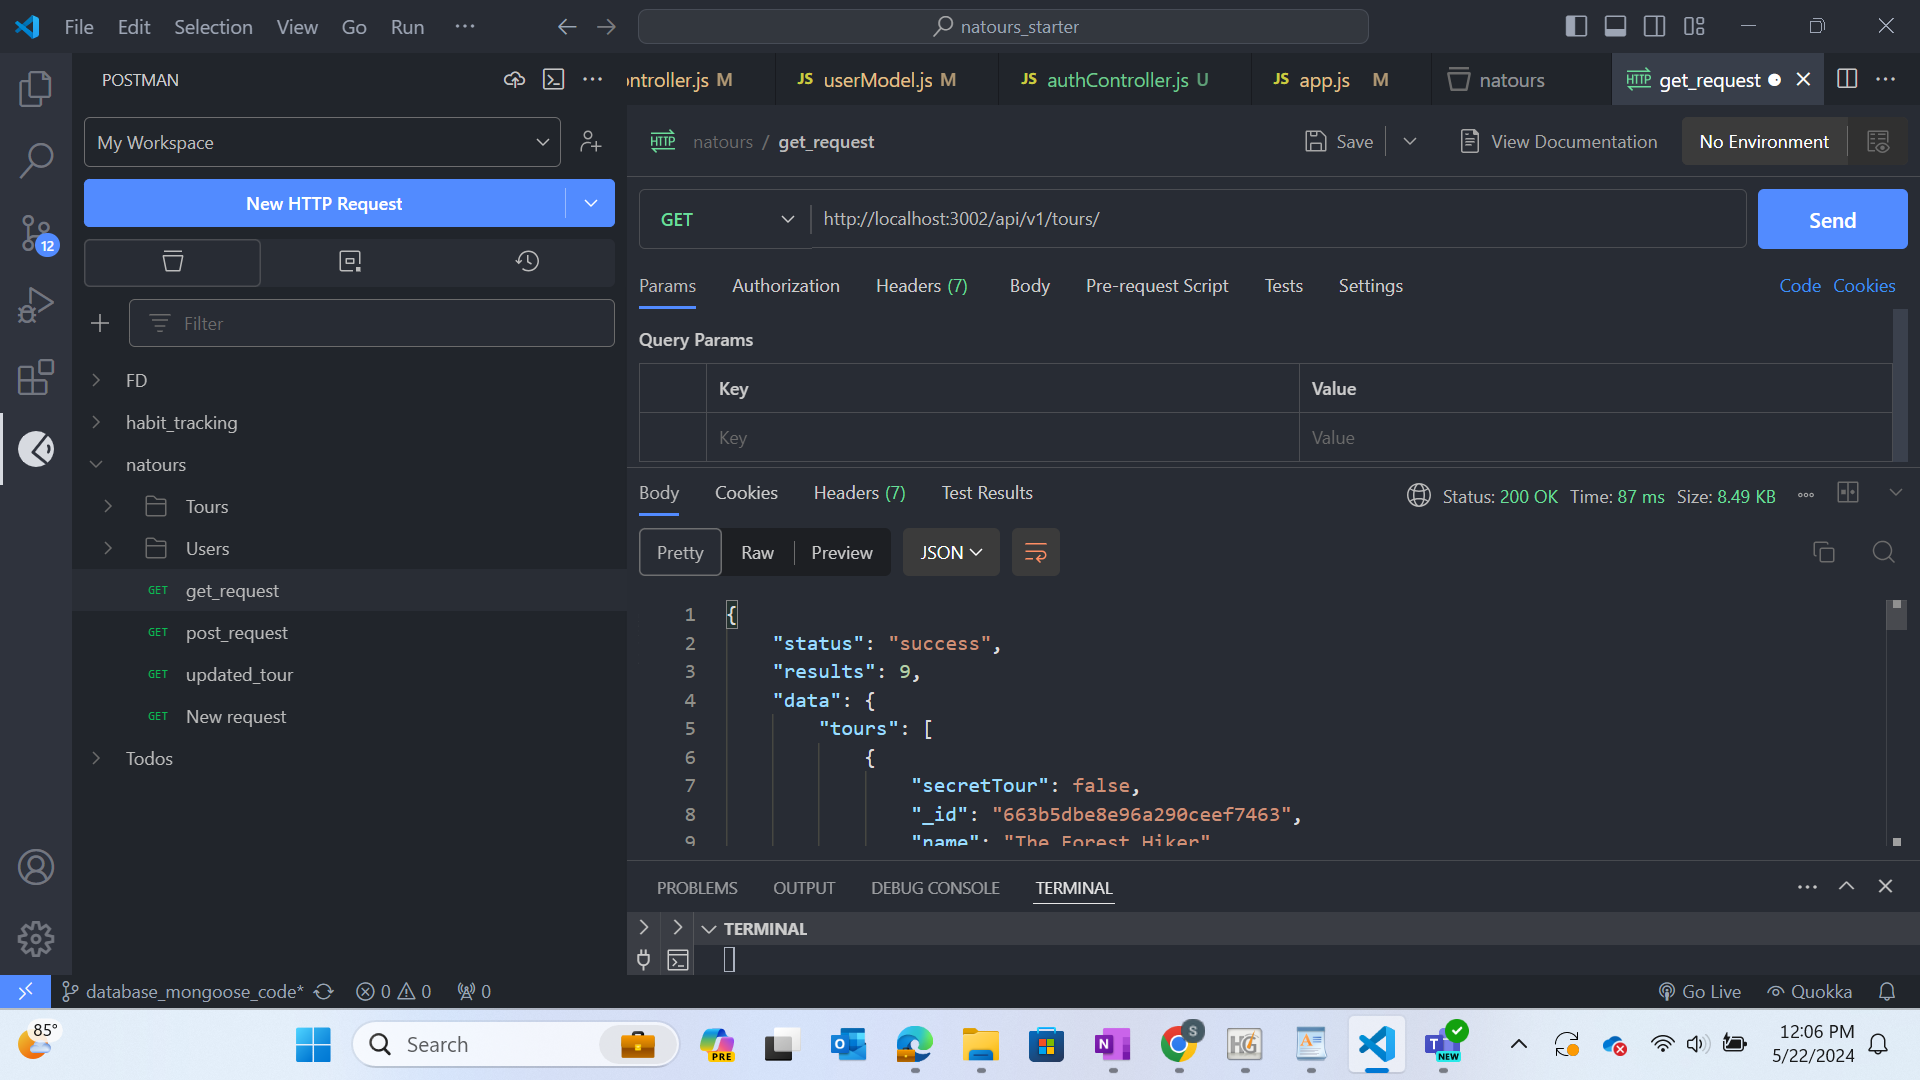 File Edit Selection View Go Run ... natours_starter
POSTMAN
ontroller.js M JS userModel.js M JS authController.js U JS app.js M natours HTTP get_request
My Workspace
HTTP natours / get_request Save View Documentation No Environment
New HTTP Request
GET http://localhost:3002/api/v1/tours/ Send
12
Params Authorization Headers (7) Body Pre-request Script Tests Settings Code Cookies
Filter
Query Params
Key Value
Key Value
FD
habit_tracking
natours
Tours
Users
GET get_request
GET post_request
GET updated_tour
GET New request
Todos
Body Cookies Headers (7) Test Results Status: 200 OK Time: 87 ms Size: 8.49 KB
Pretty Raw Preview JSON
1 {
2 "status": "success",
3 "results": 9,
4 "data": {
5 "tours": [
6 {
7 "secretTour": false,
8 "_id": "663b5dbe8e96a290ceef7463",
9 "name": "The Forest Hiker"
PROBLEMS OUTPUT DEBUG CONSOLE TERMINAL
TERMINAL
database_mongoose_code* 0 0 0 Go Live Quokka
85° Search PRE O N S HG A T NEW 12:06 PM
5/22/2024